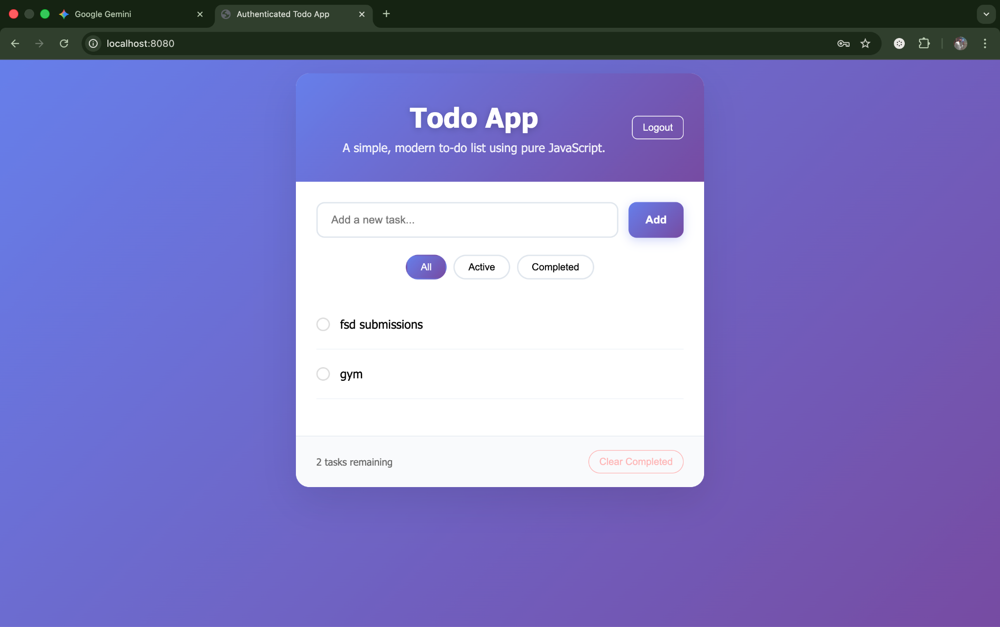 Google Gemini
Authenticated Todo App
localhost:8080
Todo App
A simple, modern to-do list using pure JavaScript.
Logout
Add a new task...
Add
All
Active
Completed
fsd submissions
gym
2 tasks remaining
Clear Completed